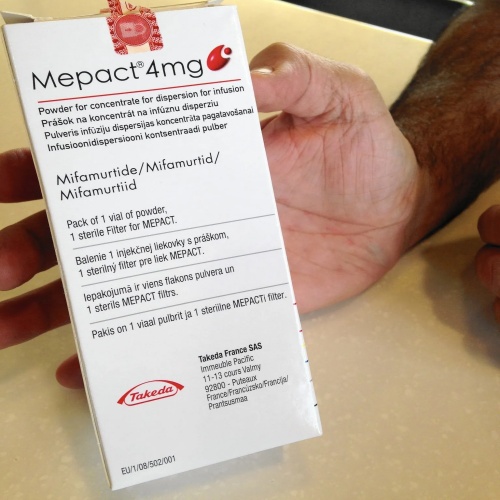 Mepact® 4mg
Powder for concentrate for dispersion for infusion
Prášok na koncentrát na infúznu disperziu
Pulveris infūziju dispersijas koncentrāta pagatavošanai
Infusioonidispersiooni kontsentraadi pulber
Mifamurtide/Mifamurtid/
Mifamurtiid
Pack of 1 vial of powder,
1 sterile Filter for MEPACT.
Balenie 1 injekčnej liekovky s práškom,
1 sterilný filter pre liek MEPACT.
Iepakojumā ir viens flakons pulvera un
1 sterils MEPACT filtrs.
Pakis on 1 viaal pulbrit ja 1 steriilne MEPACTi filter.
Takeda France SAS
Immeuble Pacific
11-13 cours Valmy
92800 - Puteaux
France/Francúzsko/Francija/
Prantsusmaa
Takeda
EU/1/08/502/001